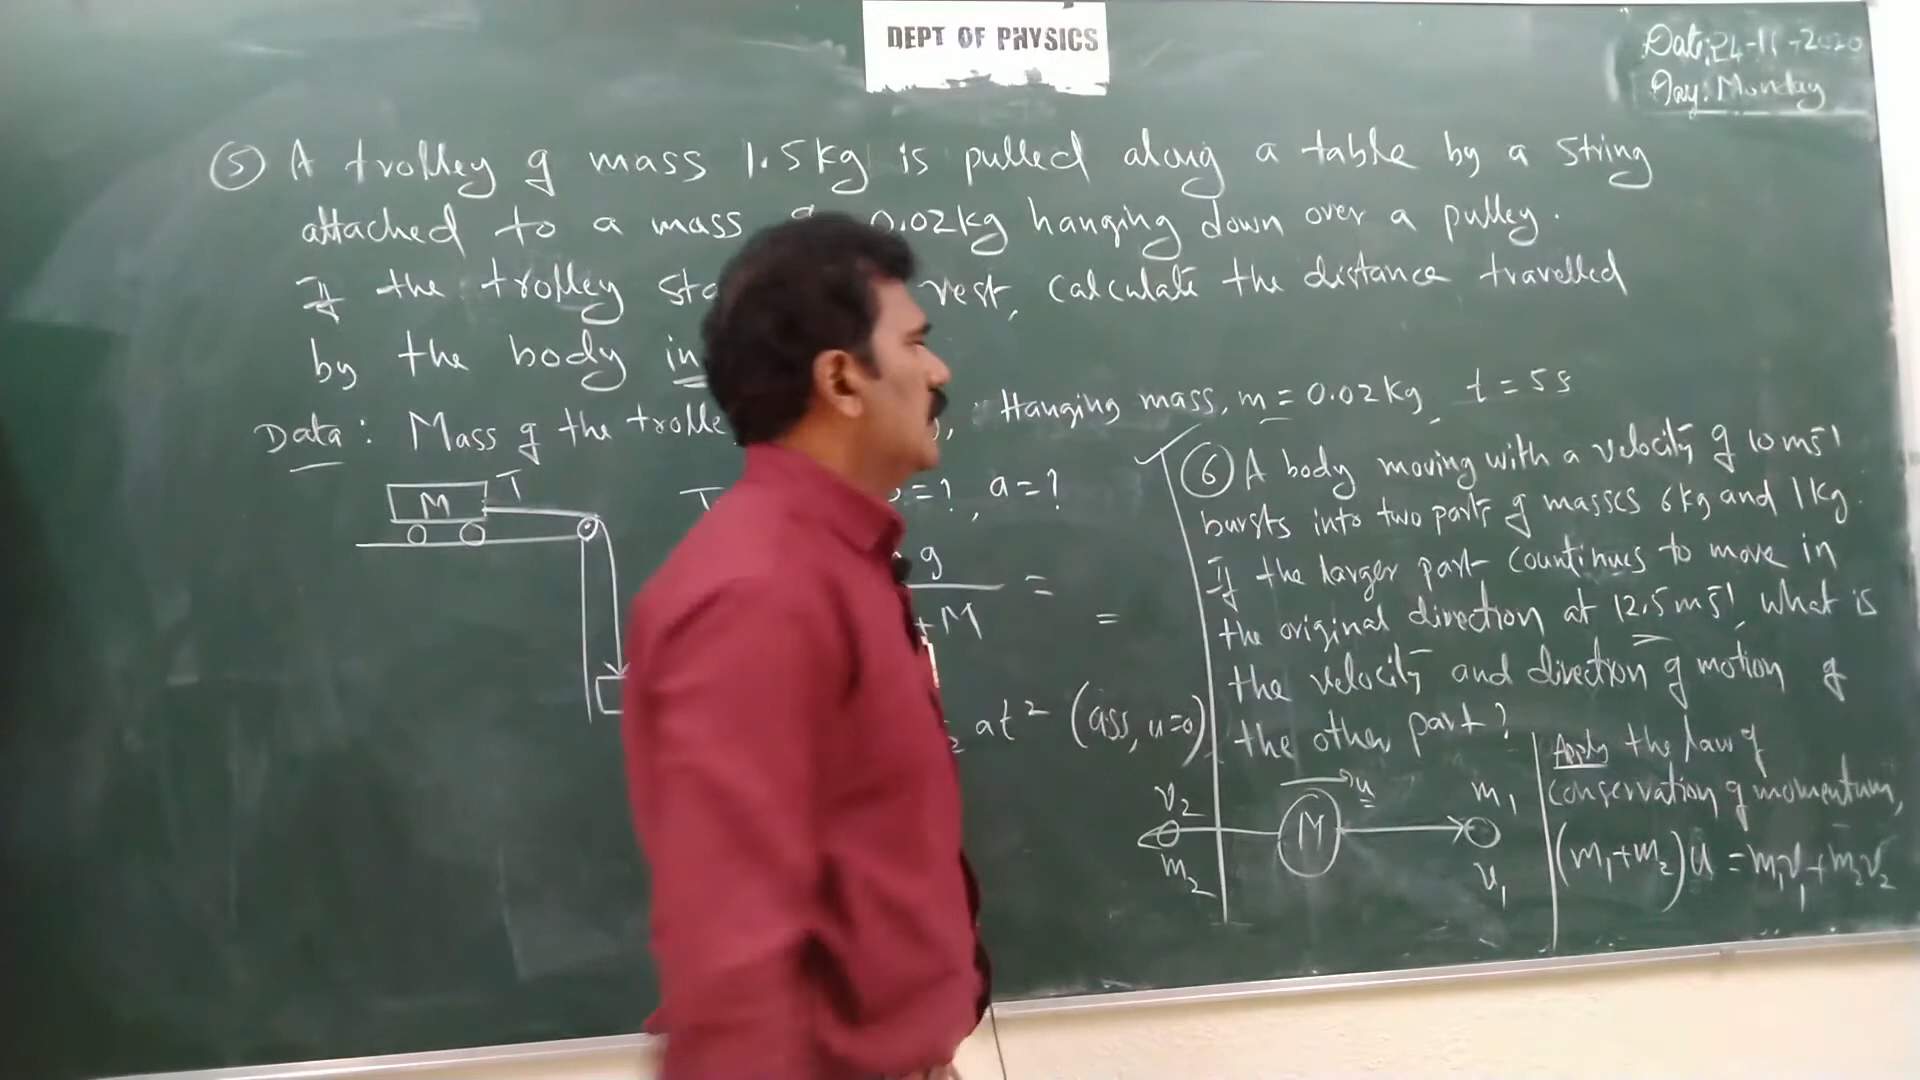 DEPT OF PHYSICS
Date: 24-11-2020
Day: Monday
⑤ A trolley of mass 1.5kg is pulled along a table by a string
attached to a mass 0.02kg hanging down over a pulley.
If the trolley rest, calculate the distance travelled
by the body in
Data: Mass of the trolle , Hanging mass, m = 0.02kg, t = 5s
M T
=?, a=?
g
+M
=
=
at² (ass, u=0)
⑥ A body moving with a velocity of 10 ms⁻¹
bursts into two parts of masses 6kg and 1kg.
If the larger part countinues to move in
the original direction at 12.5 ms⁻¹, what is
the velocity and direction of motion of
the other part?
v₂ M u m₁
m₂ v₁
Apply the law of
conservation of momentum,
(m₁+m₂)u = m₁v₁+m₂v₂